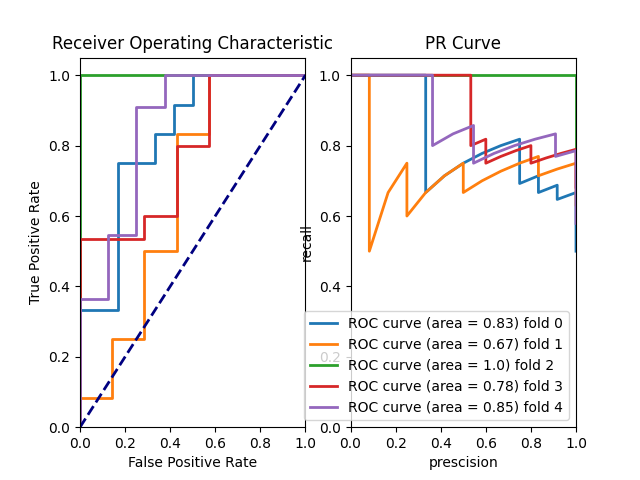 Receiver Operating Characteristic
True Positive Rate
1.0
0.8
0.6
0.4
0.2
0.0
0.0 0.2 0.4 0.6 0.8 1.0
False Positive Rate
PR Curve
recall
1.0
0.8
0.6
0.4
0.2
0.0
0.0 0.2 0.4 0.6 0.8 1.0
prescision
ROC curve (area = 0.83) fold 0
ROC curve (area = 0.67) fold 1
ROC curve (area = 1.0) fold 2
ROC curve (area = 0.78) fold 3
ROC curve (area = 0.85) fold 4